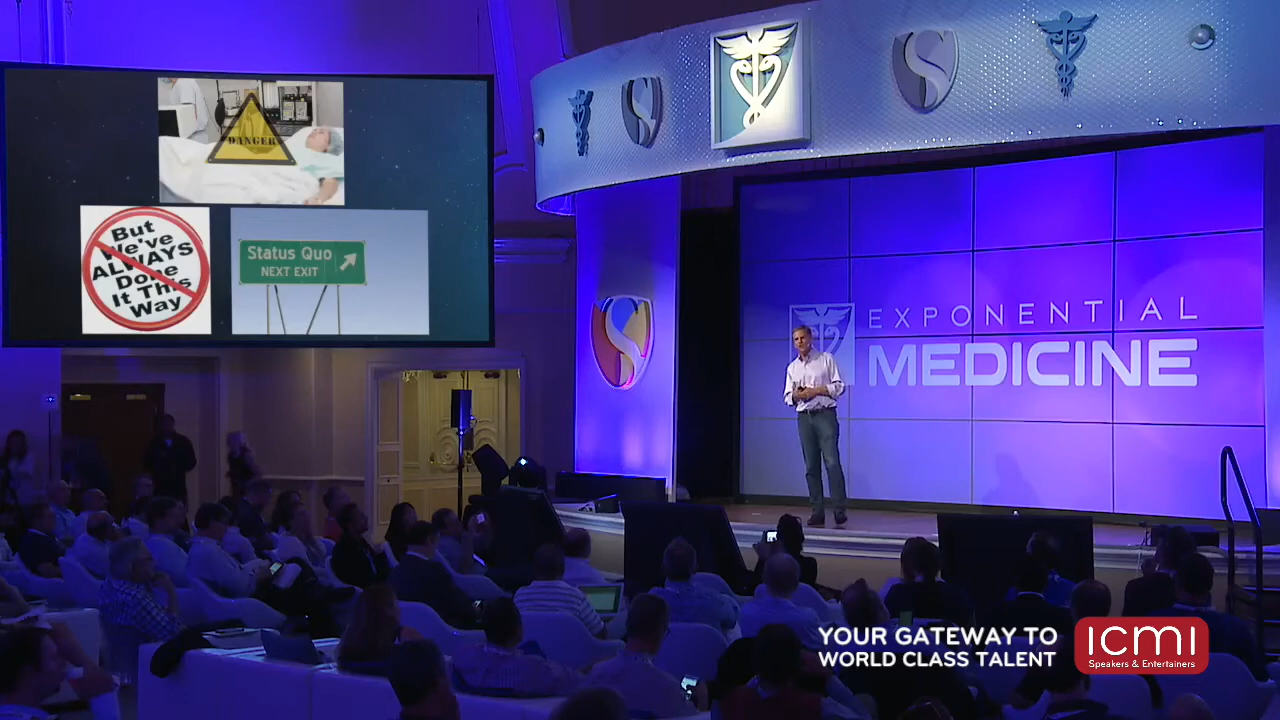 DANGER
But
We've
ALWAYS
Done
It This
Way
Status Quo
NEXT EXIT
EXPONENTIAL
MEDICINE
YOUR GATEWAY TO
WORLD CLASS TALENT
ICMI
Speakers & Entertainers